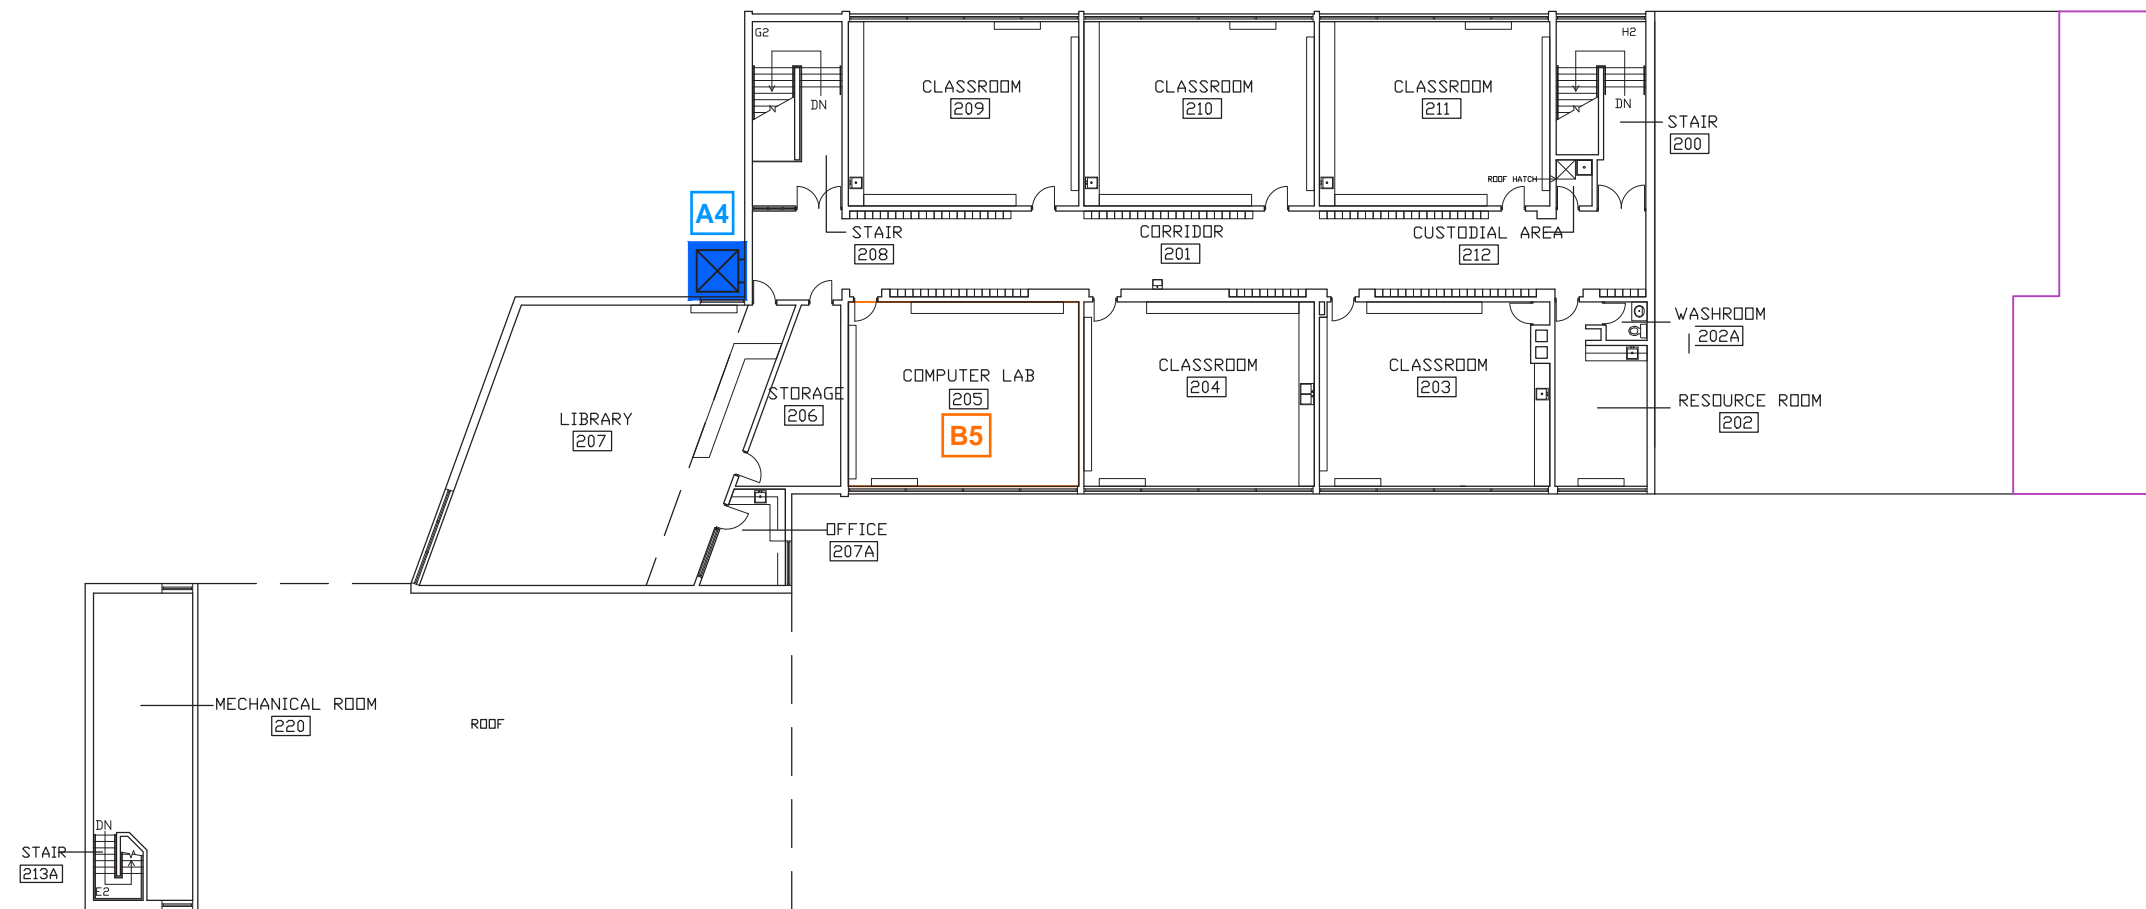 G2
H2
CLASSROOM
209
CLASSROOM
210
CLASSROOM
211
DN
DN
STAIR
200
ROOF HATCH
A4
STAIR
208
CORRIDOR
201
CUSTODIAL AREA
212
WASHROOM
202A
COMPUTER LAB
205
B5
CLASSROOM
204
CLASSROOM
203
STORAGE
206
RESOURCE ROOM
202
LIBRARY
207
OFFICE
207A
MECHANICAL ROOM
220
ROOF
DN
STAIR
213A
E2